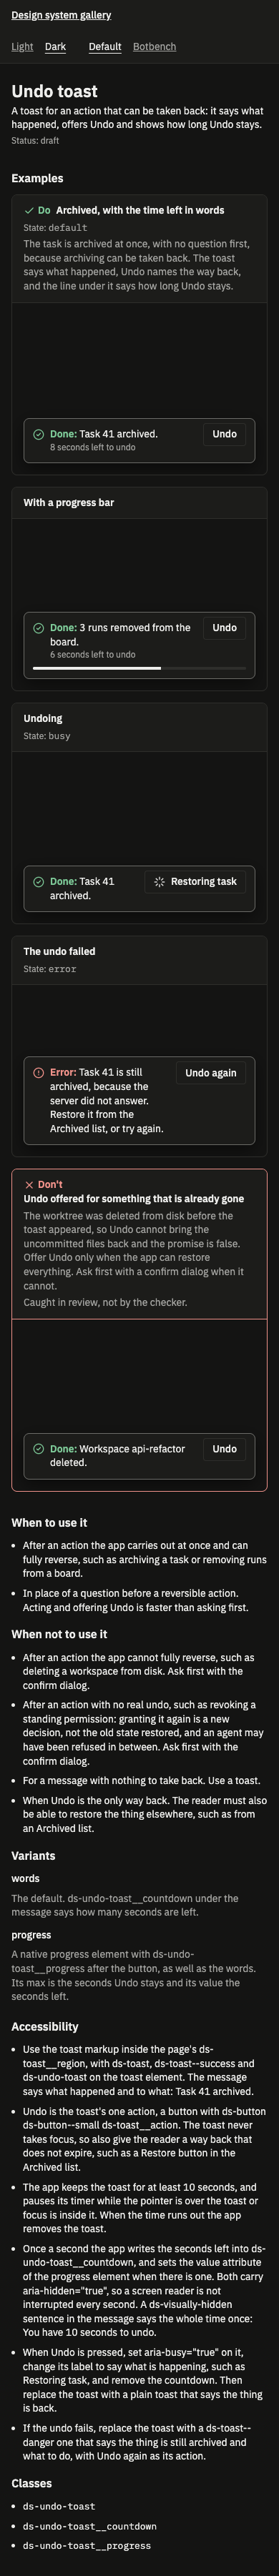 Design system gallery
Light Dark Default Botbench
Undo toast
A toast for an action that can be taken back: it says what
happened, offers Undo and shows how long Undo stays.
Status: draft
Examples
Do Archived, with the time left in words
State: default
The task is archived at once, with no question first,
because archiving can be taken back. The toast
says what happened, Undo names the way back,
and the line under it says how long Undo stays.
Done: Task 41 archived.
8 seconds left to undo
Undo
With a progress bar
Done: 3 runs removed from the
board.
6 seconds left to undo
Undo
Undoing
State: busy
Done: Task 41
archived.
Restoring task
The undo failed
State: error
Error: Task 41 is still
archived, because the
server did not answer.
Restore it from the
Archived list, or try again.
Undo again
Don't
Undo offered for something that is already gone
The worktree was deleted from disk before the
toast appeared, so Undo cannot bring the
uncommitted files back and the promise is false.
Offer Undo only when the app can restore
everything. Ask first with a confirm dialog when it
cannot.
Caught in review, not by the checker.
Done: Workspace api-refactor
deleted.
Undo
When to use it
• After an action the app carries out at once and can
fully reverse, such as archiving a task or removing runs
from a board.
• In place of a question before a reversible action.
Acting and offering Undo is faster than asking first.
When not to use it
• After an action the app cannot fully reverse, such as
deleting a workspace from disk. Ask first with the
confirm dialog.
• After an action with no real undo, such as revoking a
standing permission: granting it again is a new
decision, not the old state restored, and an agent may
have been refused in between. Ask first with the
confirm dialog.
• For a message with nothing to take back. Use a toast.
• When Undo is the only way back. The reader must also
be able to restore the thing elsewhere, such as from
an Archived list.
Variants
words
The default. ds-undo-toast__countdown under the
message says how many seconds are left.
progress
A native progress element with ds-undo-
toast__progress after the button, as well as the words.
Its max is the seconds Undo stays and its value the
seconds left.
Accessibility
• Use the toast markup inside the page's ds-
toast__region, with ds-toast, ds-toast--success and
ds-undo-toast on the toast element. The message
says what happened and to what: Task 41 archived.
• Undo is the toast's one action, a button with ds-button
ds-button--small ds-toast__action. The toast never
takes focus, so also give the reader a way back that
does not expire, such as a Restore button in the
Archived list.
• The app keeps the toast for at least 10 seconds, and
pauses its timer while the pointer is over the toast or
focus is inside it. When the time runs out the app
removes the toast.
• Once a second the app writes the seconds left into ds-
undo-toast__countdown, and sets the value attribute
of the progress element when there is one. Both carry
aria-hidden="true", so a screen reader is not
interrupted every second. A ds-visually-hidden
sentence in the message says the whole time once:
You have 10 seconds to undo.
• When Undo is pressed, set aria-busy="true" on it,
change its label to say what is happening, such as
Restoring task, and remove the countdown. Then
replace the toast with a plain toast that says the thing
is back.
• If the undo fails, replace the toast with a ds-toast--
danger one that says the thing is still archived and
what to do, with Undo again as its action.
Classes
• ds-undo-toast
• ds-undo-toast__countdown
• ds-undo-toast__progress